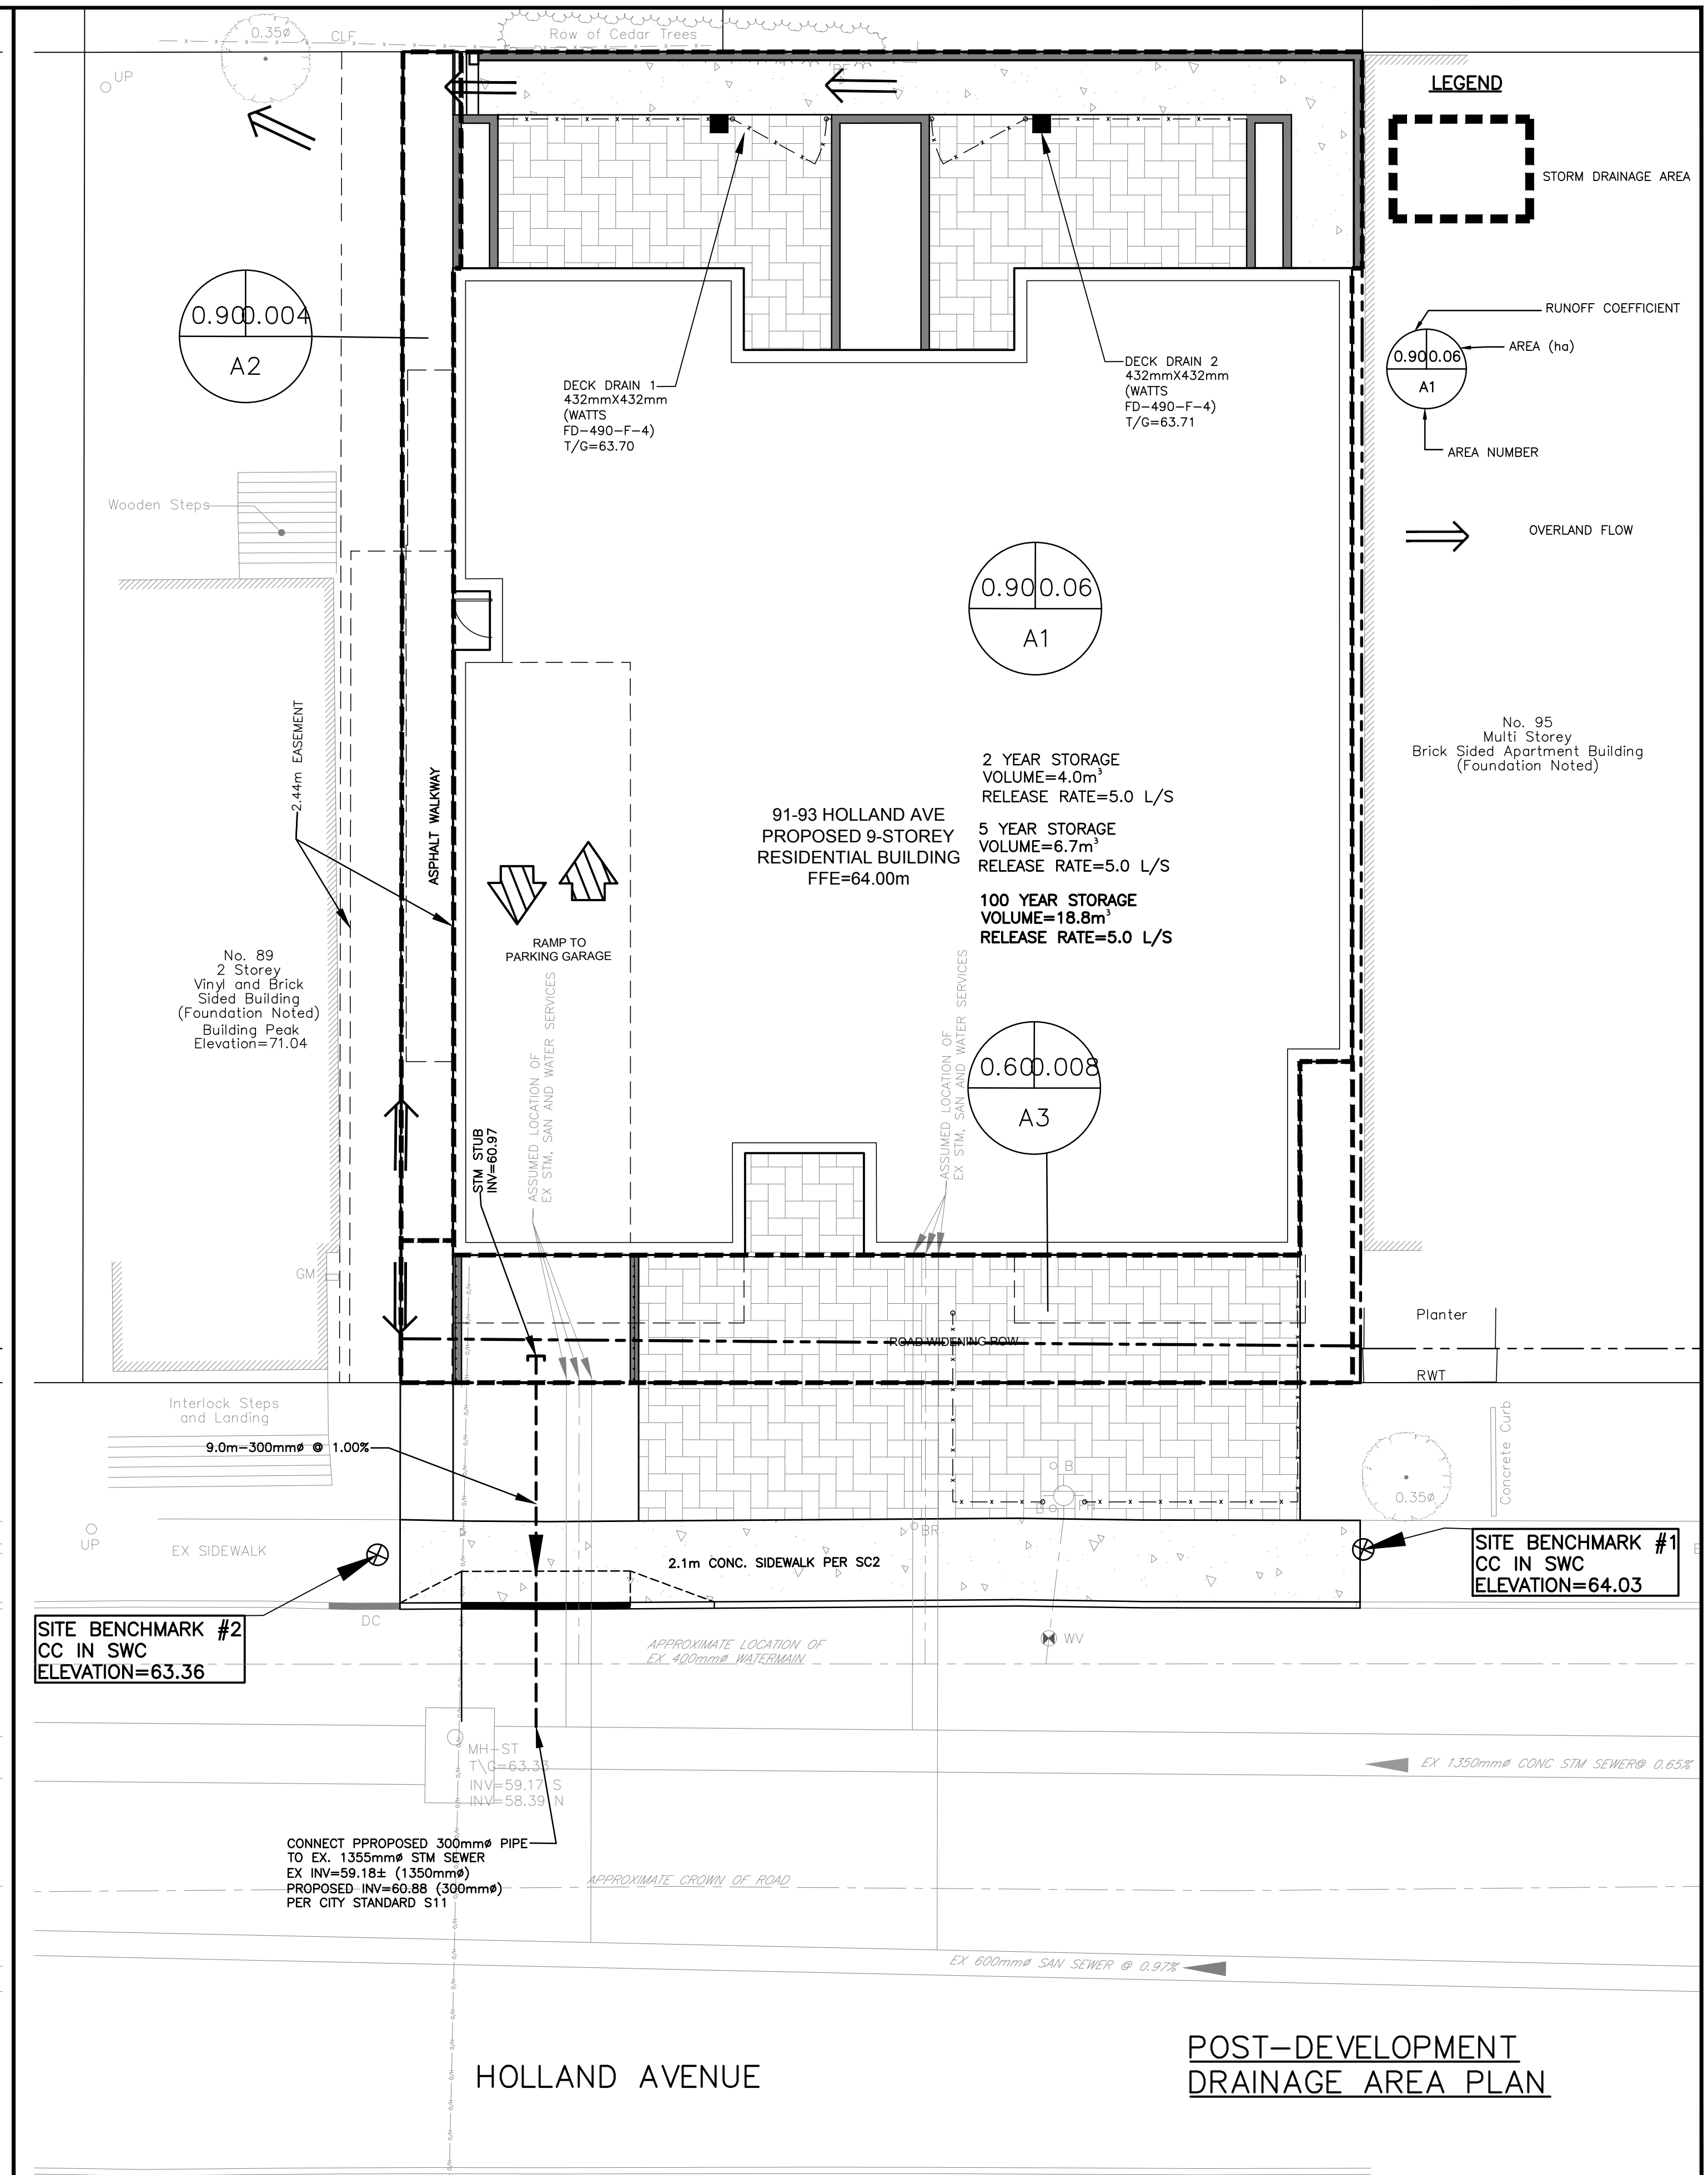 0.35ø
CLF
Row of Cedar Trees
UP
LEGEND
STORM DRAINAGE AREA
0.90
0.004
A2
RUNOFF COEFFICIENT
AREA (ha)
0.90
0.06
A1
AREA NUMBER
DECK DRAIN 1
432mmX432mm
(WATTS
FD-490-F-4)
T/G=63.70
DECK DRAIN 2
432mmX432mm
(WATTS
FD-490-F-4)
T/G=63.71
Wooden Steps
OVERLAND FLOW
0.90
0.06
A1
2.44m EASEMENT
ASPHALT WALKWAY
No. 95
Multi Storey
Brick Sided Apartment Building
(Foundation Noted)
91-93 HOLLAND AVE
PROPOSED 9-STOREY
RESIDENTIAL BUILDING
FFE=64.00m
2 YEAR STORAGE
VOLUME=4.0m³
RELEASE RATE=5.0 L/S
5 YEAR STORAGE
VOLUME=6.7m³
RELEASE RATE=5.0 L/S
100 YEAR STORAGE
VOLUME=18.8m³
RELEASE RATE=5.0 L/S
RAMP TO
PARKING GARAGE
No. 89
2 Storey
Vinyl and Brick
Sided Building
(Foundation Noted)
Building Peak
Elevation=71.04
ASSUMED LOCATION OF
EX STM, SAN AND WATER SERVICES
ASSUMED LOCATION OF
EX STM, SAN AND WATER SERVICES
0.60
0.008
A3
STM STUB
INV=60.97
GM
Planter
ROAD WIDENING ROW
RWT
Interlock Steps
and Landing
9.0m-300mmø @ 1.00%
Concrete Curb
B
0.35ø
B
FH
BR
UP
EX SIDEWALK
2.1m CONC. SIDEWALK PER SC2
SITE BENCHMARK #1
CC IN SWC
ELEVATION=64.03
DC
SITE BENCHMARK #2
CC IN SWC
ELEVATION=63.36
APPROXIMATE LOCATION OF
EX 400mmø WATERMAIN
WV
MH-ST
T\G=63.33
INV=59.17 S
INV=58.39 N
EX 1350mmø CONC STM SEWER@ 0.65%
CONNECT PPROPOSED 300mmø PIPE
TO EX. 1355mmø STM SEWER
EX INV=59.18± (1350mmø)
PROPOSED INV=60.88 (300mmø)
PER CITY STANDARD S11
APPROXIMATE CROWN OF ROAD
EX 600mmø SAN SEWER @ 0.97%
HOLLAND AVENUE
POST-DEVELOPMENT
DRAINAGE AREA PLAN